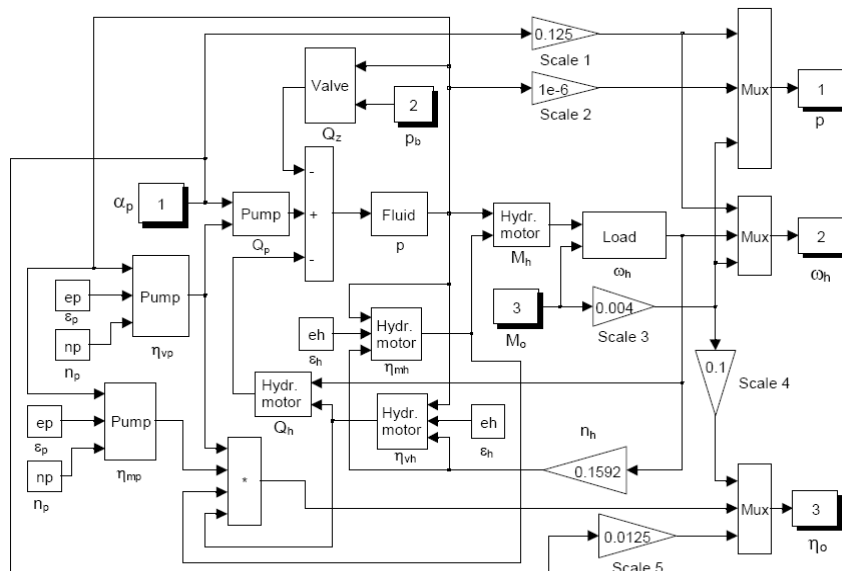 0.125
Scale 1
Mux
1
p
Valve
Q_z
2
p_b
1e-6
Scale 2
α_p
1
Pump
Q_p
-
+
-
Fluid
p
Hydr.
motor
M_h
Load
ω_h
Mux
2
ω_h
ep
ε_p
np
n_p
Pump
η_vp
eh
ε_h
Hydr.
motor
η_mh
3
M_o
0.004
Scale 3
0.1
Scale 4
ep
ε_p
np
n_p
Pump
η_mp
Hydr.
motor
Q_h
Hydr.
motor
η_vh
eh
ε_h
n_h
0.1592
*
0.0125
Scale 5
Mux
3
η_o